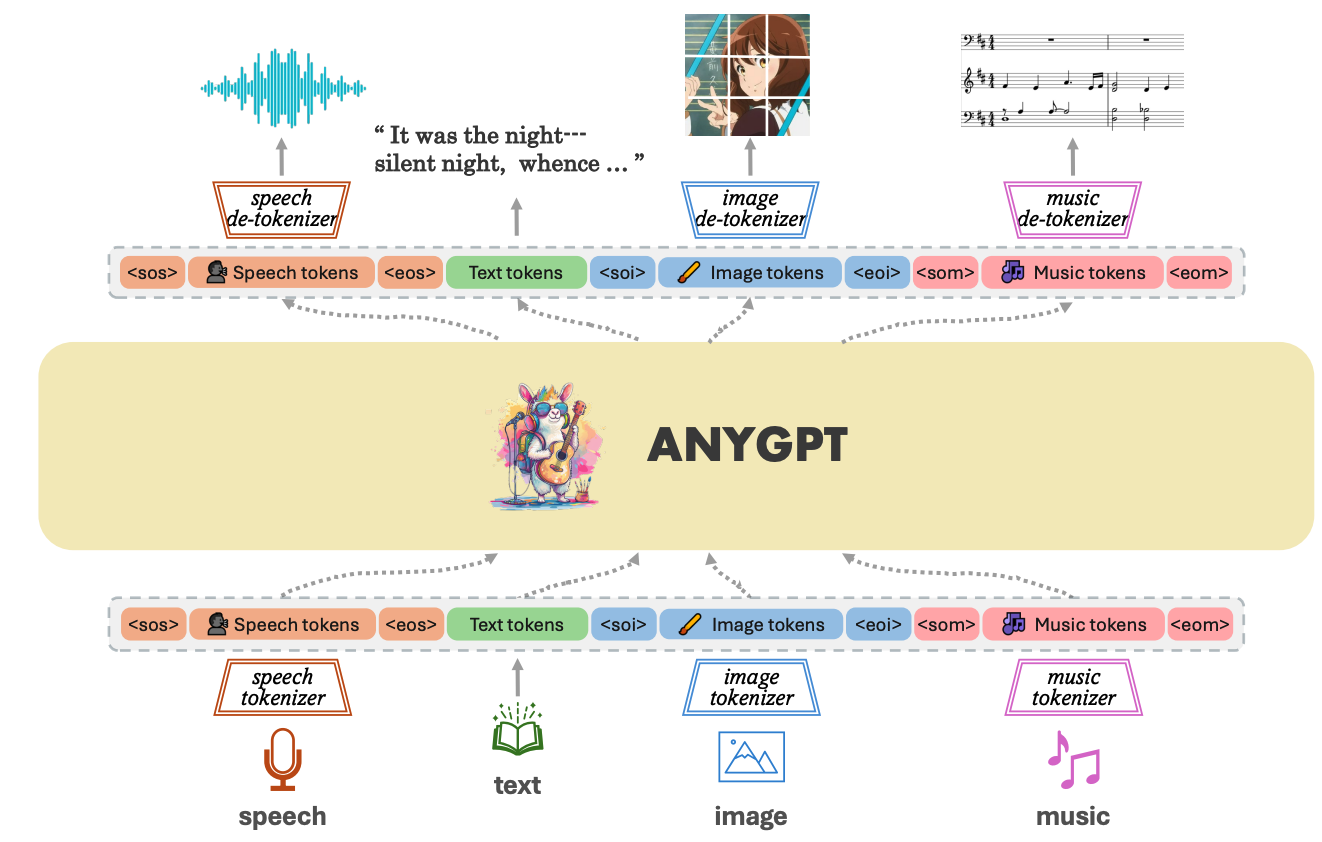 “ It was the night---
silent night, whence ... ”
speech
de-tokenizer
image
de-tokenizer
music
de-tokenizer
<sos> Speech tokens <eos> Text tokens <soi> Image tokens <eoi> <som> Music tokens <eom>
ANYGPT
<sos> Speech tokens <eos> Text tokens <soi> Image tokens <eoi> <som> Music tokens <eom>
speech
tokenizer
image
tokenizer
music
tokenizer
text
speech
image
music